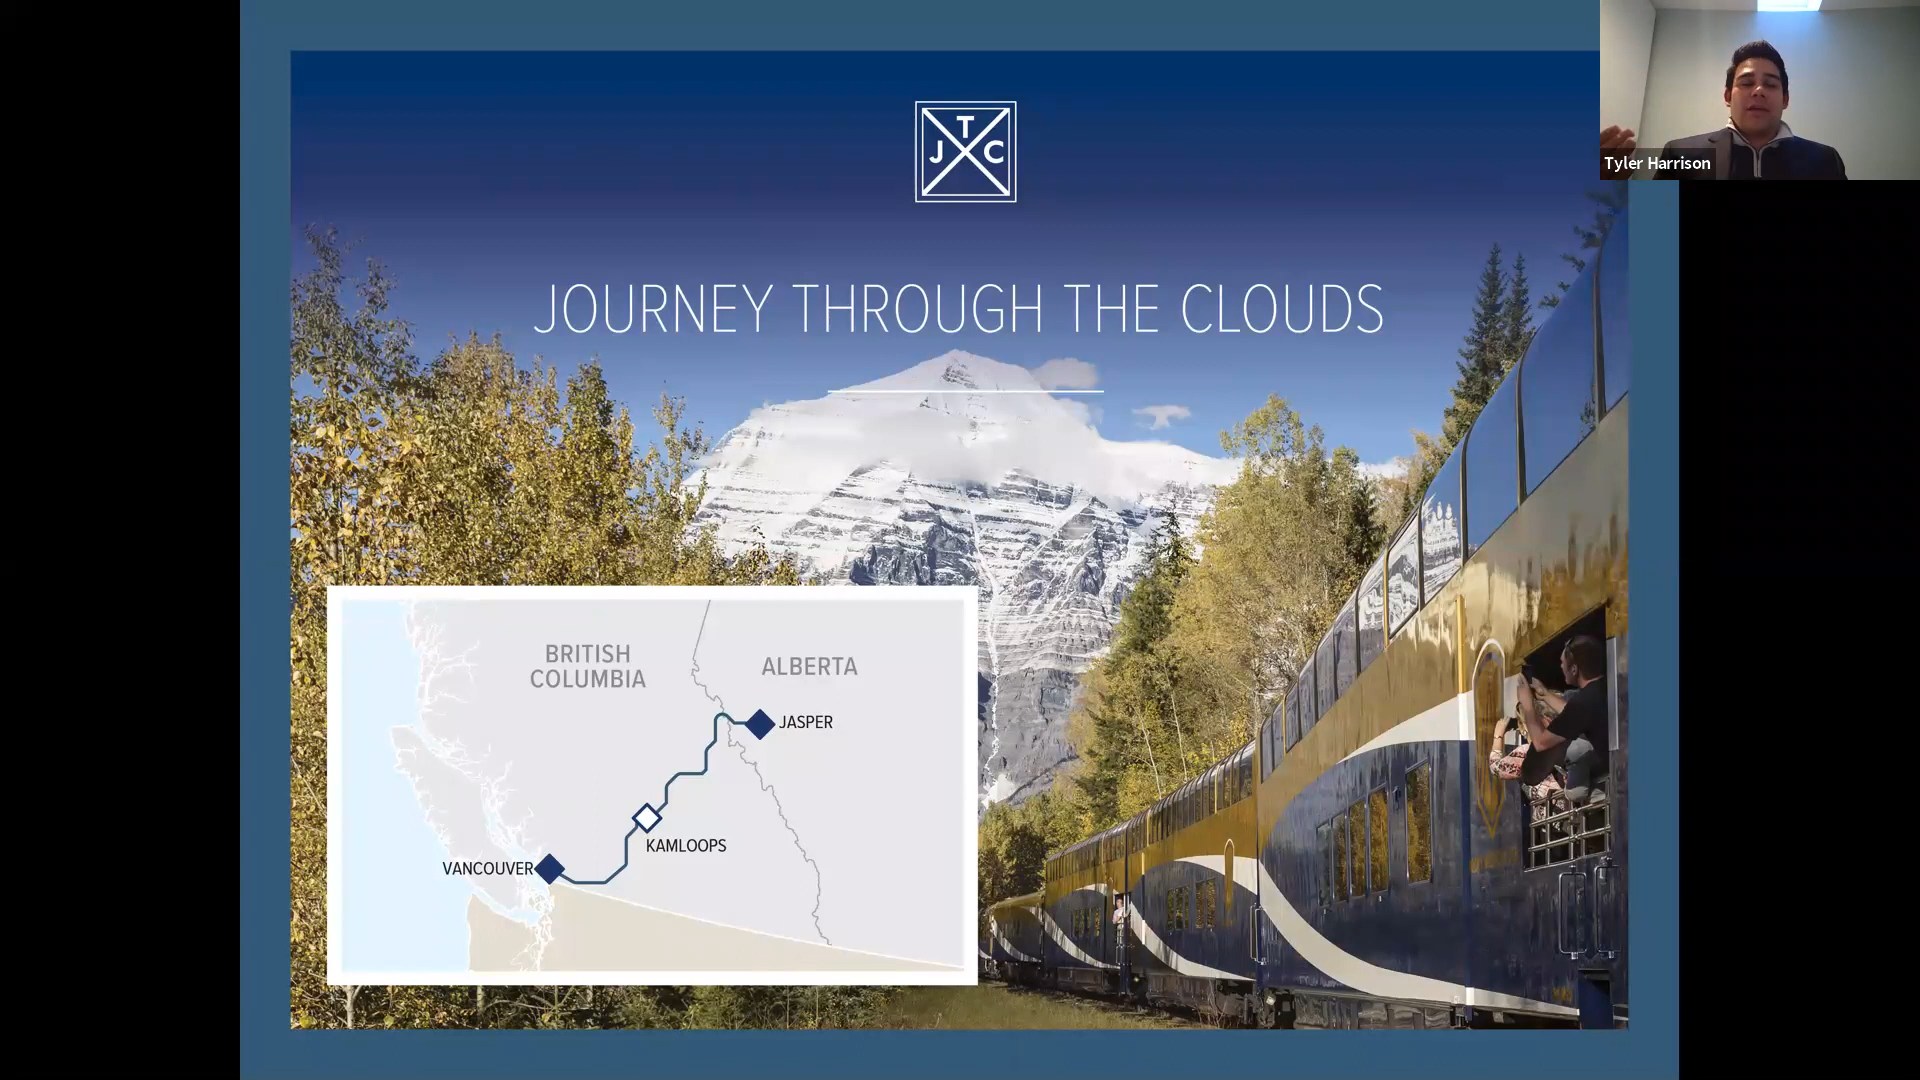 Tyler Harrison
T
J C
JOURNEY THROUGH THE CLOUDS
BRITISH
COLUMBIA
ALBERTA
JASPER
KAMLOOPS
VANCOUVER